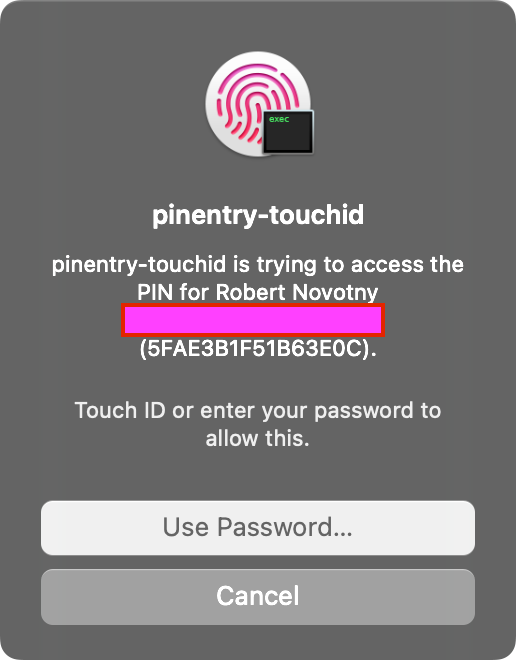 exec
pinentry-touchid
pinentry-touchid is trying to access the
PIN for Robert Novotny
(5FAE3B1F51B63E0C).
Touch ID or enter your password to
allow this.
Use Password...
Cancel